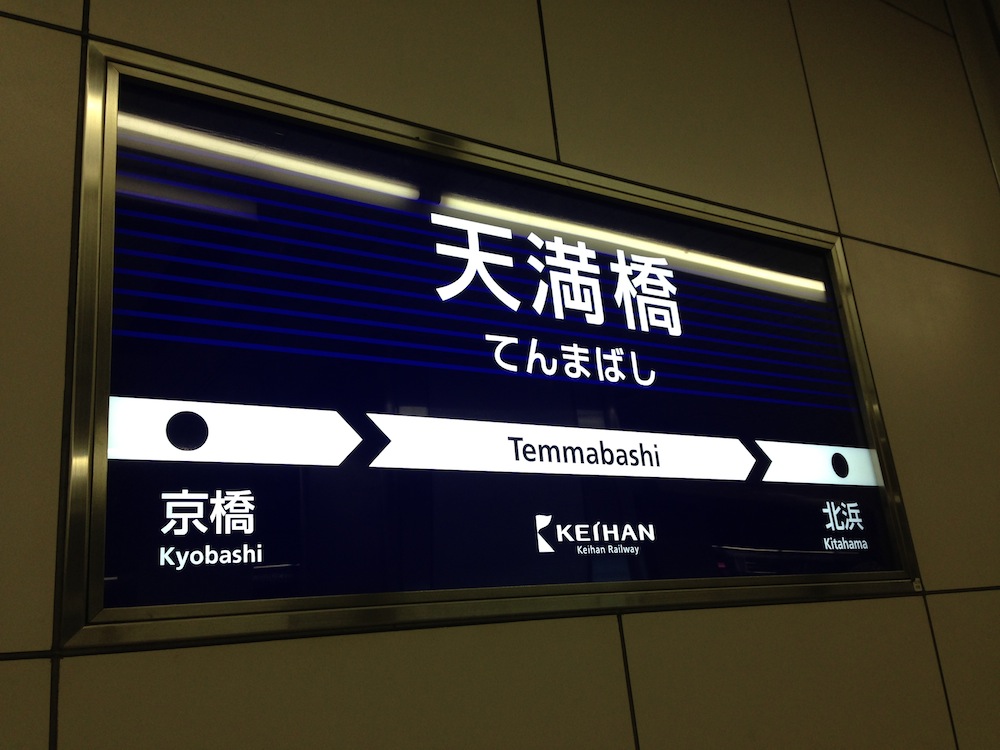 天満橋
てんまばし
Temmabashi
京橋
Kyobashi
KEIHAN
Keihan Railway
北浜
Kitahama